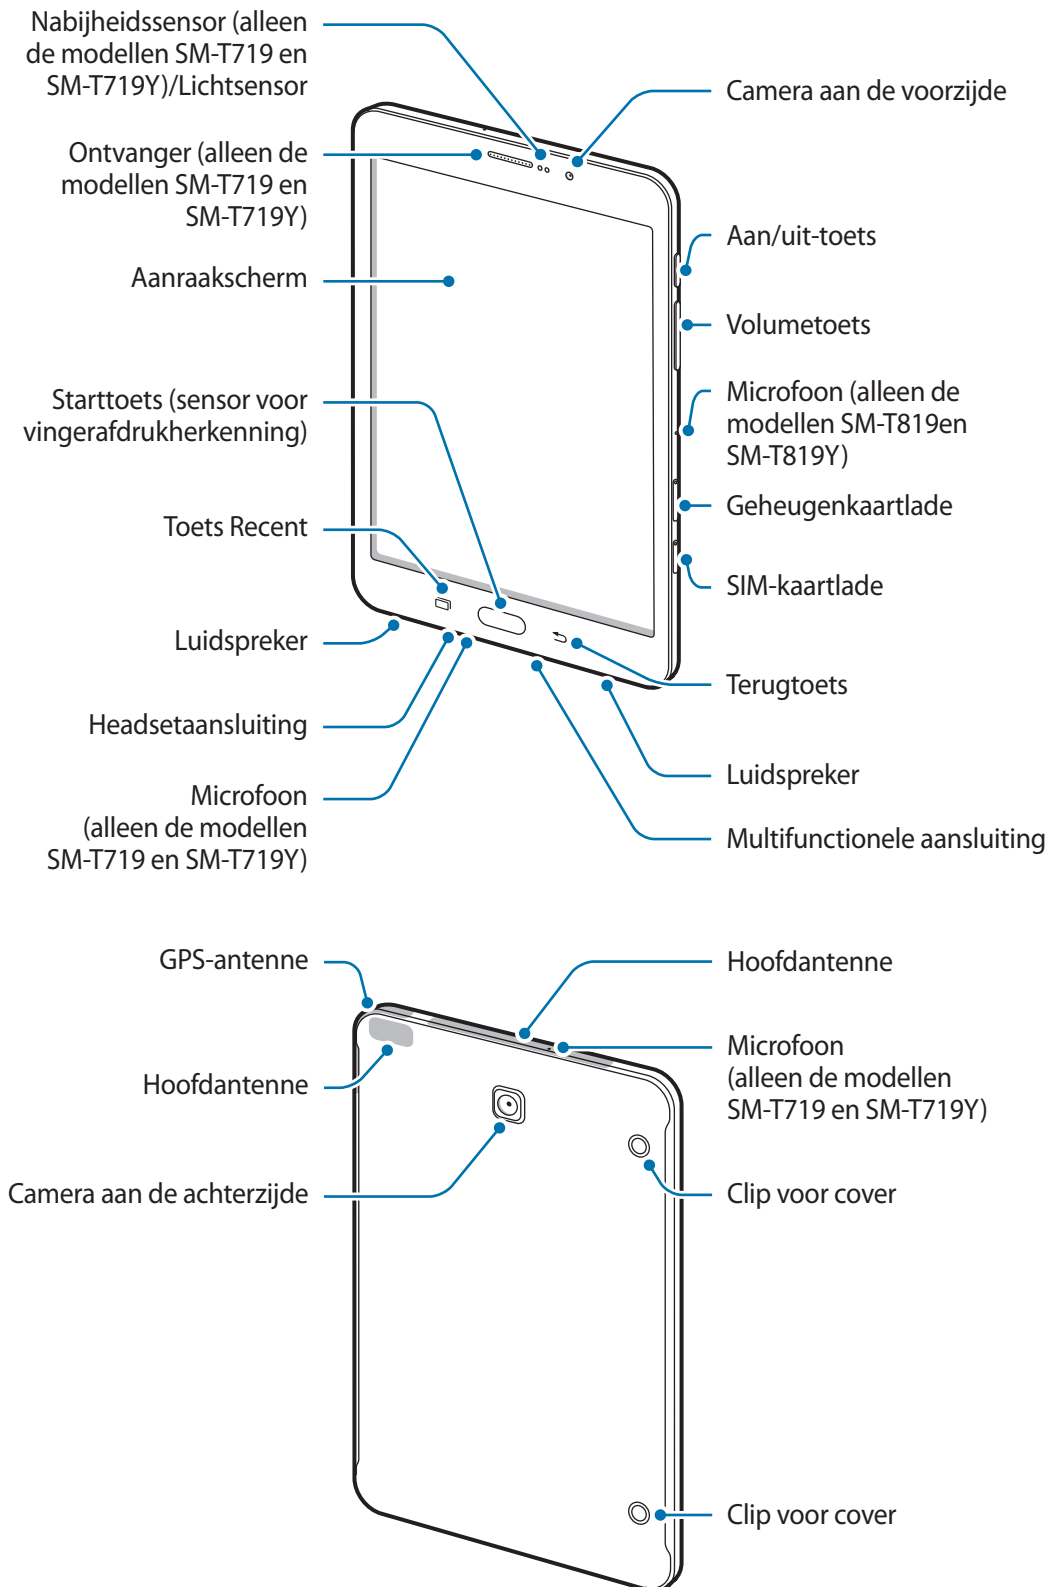 Nabijheidssensor (alleen
de modellen SM-T719 en
SM-T719Y)/Lichtsensor
Ontvanger (alleen de
modellen SM-T719 en
SM-T719Y)
Aanraakscherm
Starttoets (sensor voor
vingerafdrukherkenning)
Toets Recent
Luidspreker
Headsetaansluiting
Microfoon
(alleen de modellen
SM-T719 en SM-T719Y)
Camera aan de voorzijde
Aan/uit-toets
Volumetoets
Microfoon (alleen de
modellen SM-T819en
SM-T819Y)
Geheugenkaartlade
SIM-kaartlade
Terugtoets
Luidspreker
Multifunctionele aansluiting
GPS-antenne
Hoofdantenne
Camera aan de achterzijde
Hoofdantenne
Microfoon
(alleen de modellen
SM-T719 en SM-T719Y)
Clip voor cover
Clip voor cover